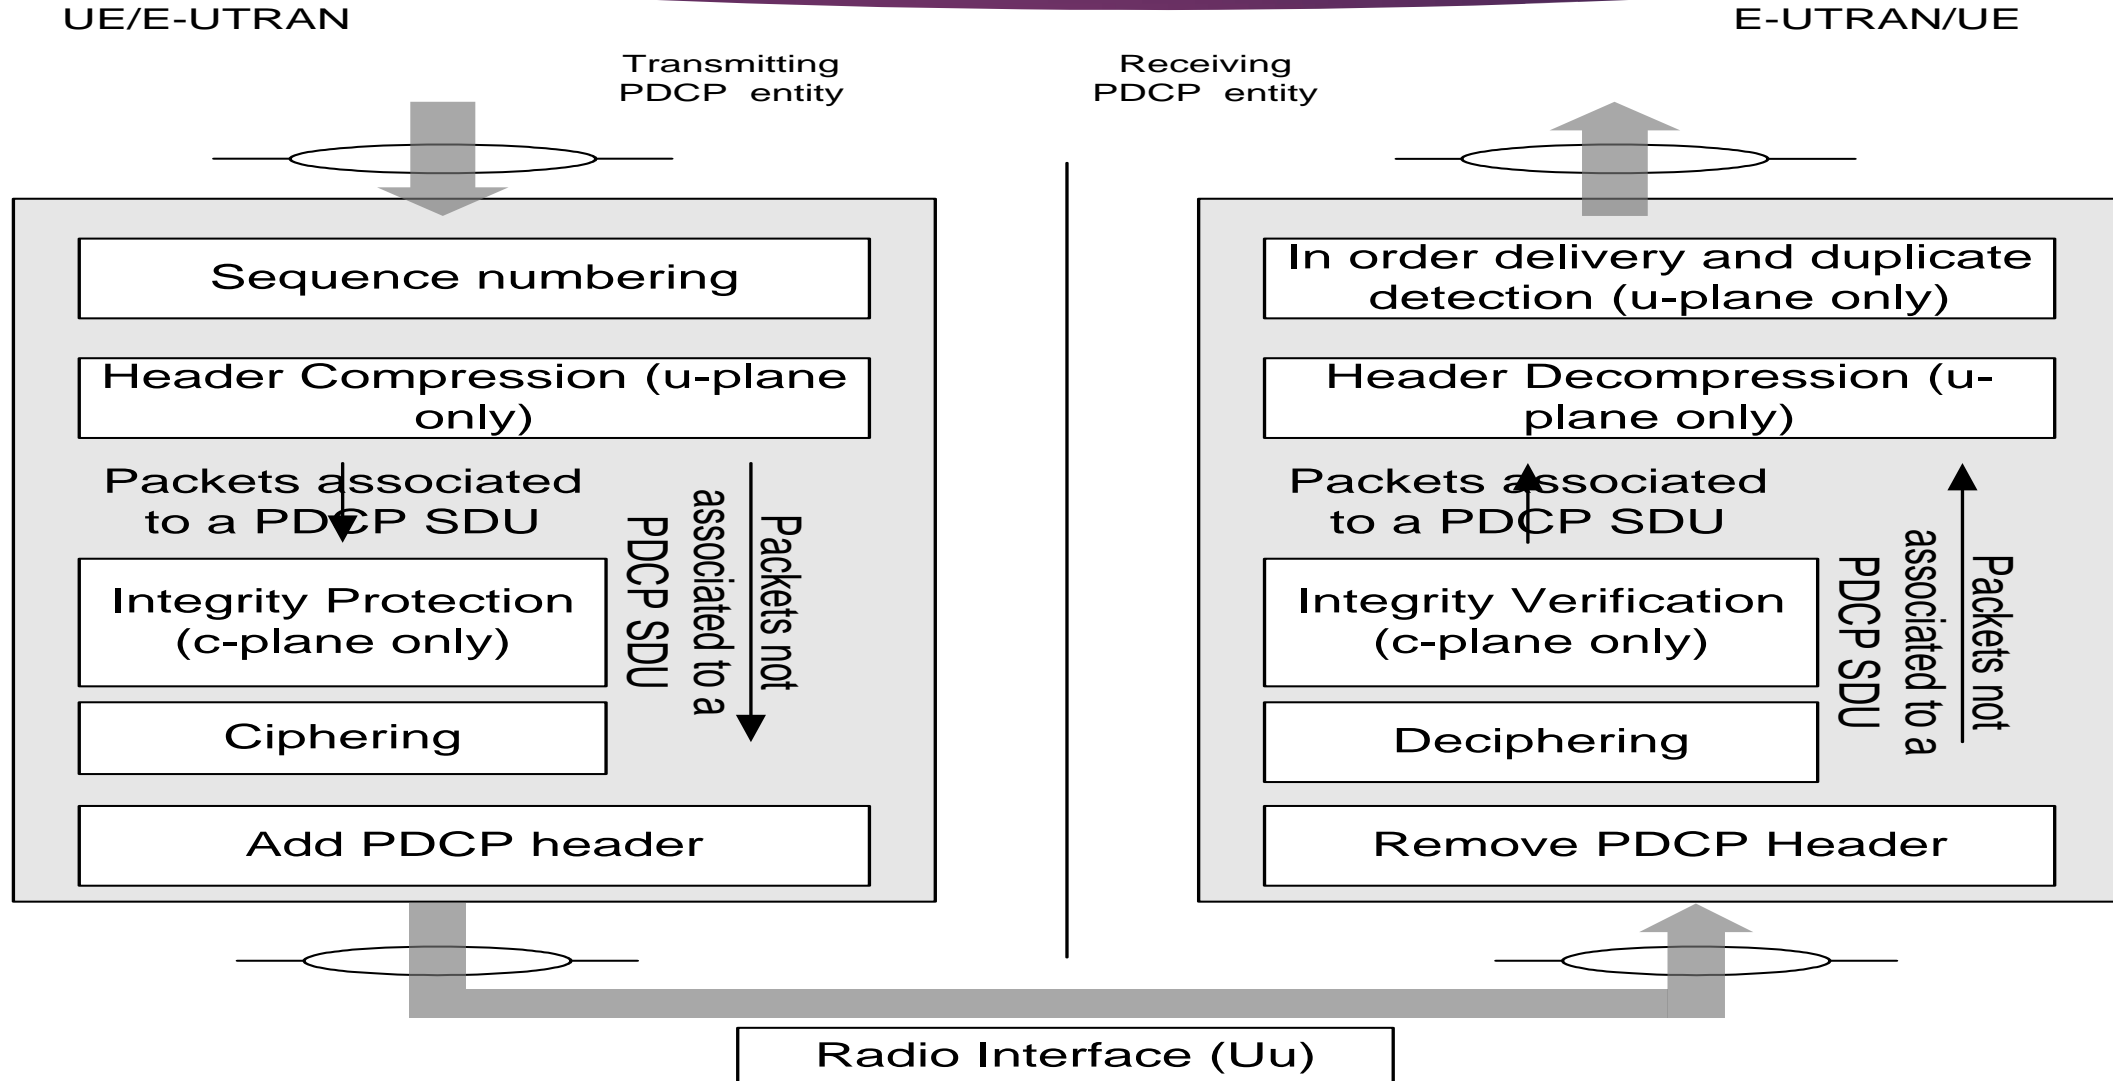 UE/E-UTRAN
E-UTRAN/UE
Transmitting
PDCP entity
Receiving
PDCP entity
Sequence numbering
Header Compression (u-plane
only)
Packets associated
to a PDCP SDU
Packets not
associated to a
PDCP SDU
Integrity Protection
(c-plane only)
Ciphering
Add PDCP header
In order delivery and duplicate
detection (u-plane only)
Header Decompression (u-
plane only)
Packets associated
to a PDCP SDU
Packets not
associated to a
PDCP SDU
Integrity Verification
(c-plane only)
Deciphering
Remove PDCP Header
Radio Interface (Uu)